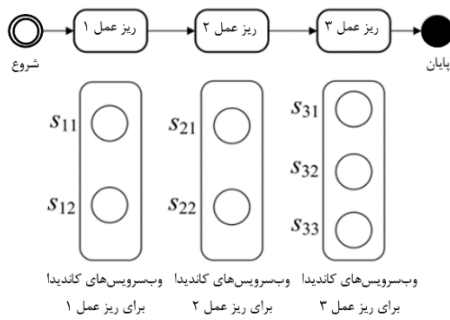 ریز عمل ۱
ریز عمل ۲
ریز عمل ۳
شروع
پایان
s11
s12
s21
s22
s31
s32
s33
وب‌سرویس‌های کاندیدا
برای ریز عمل ۱
وب‌سرویس‌های کاندیدا
برای ریز عمل ۲
وب‌سرویس‌های کاندیدا
برای ریز عمل ۳